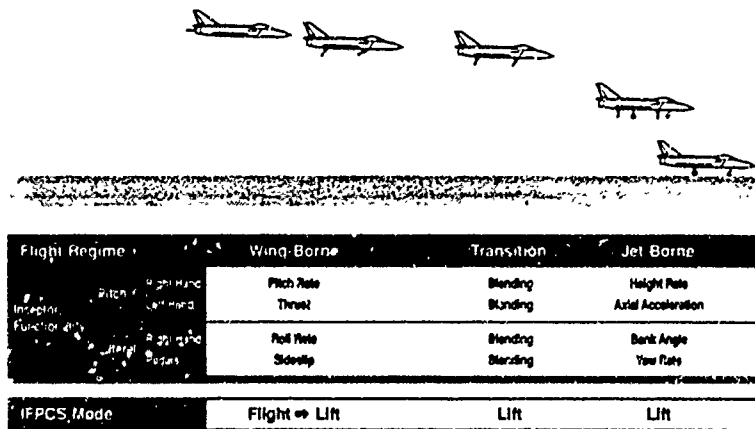 Flight Regime Wing-Borne Transition Jet Borne
Pitch Right Hand Pitch Rate Blending Height Rate
Left Hand Thrust Blending Axial Acceleration
Inceptor
Functionality
Lateral Right Hand Roll Rate Blending Bank Angle
Pedals Sideslip Blending Yaw Rate
IFPCS Mode Flight ⇒ Lift Lift Lift